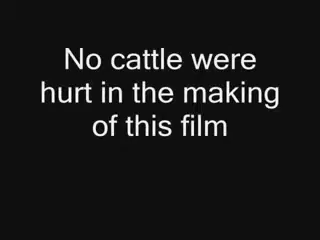 No cattle were
hurt in the making
of this film